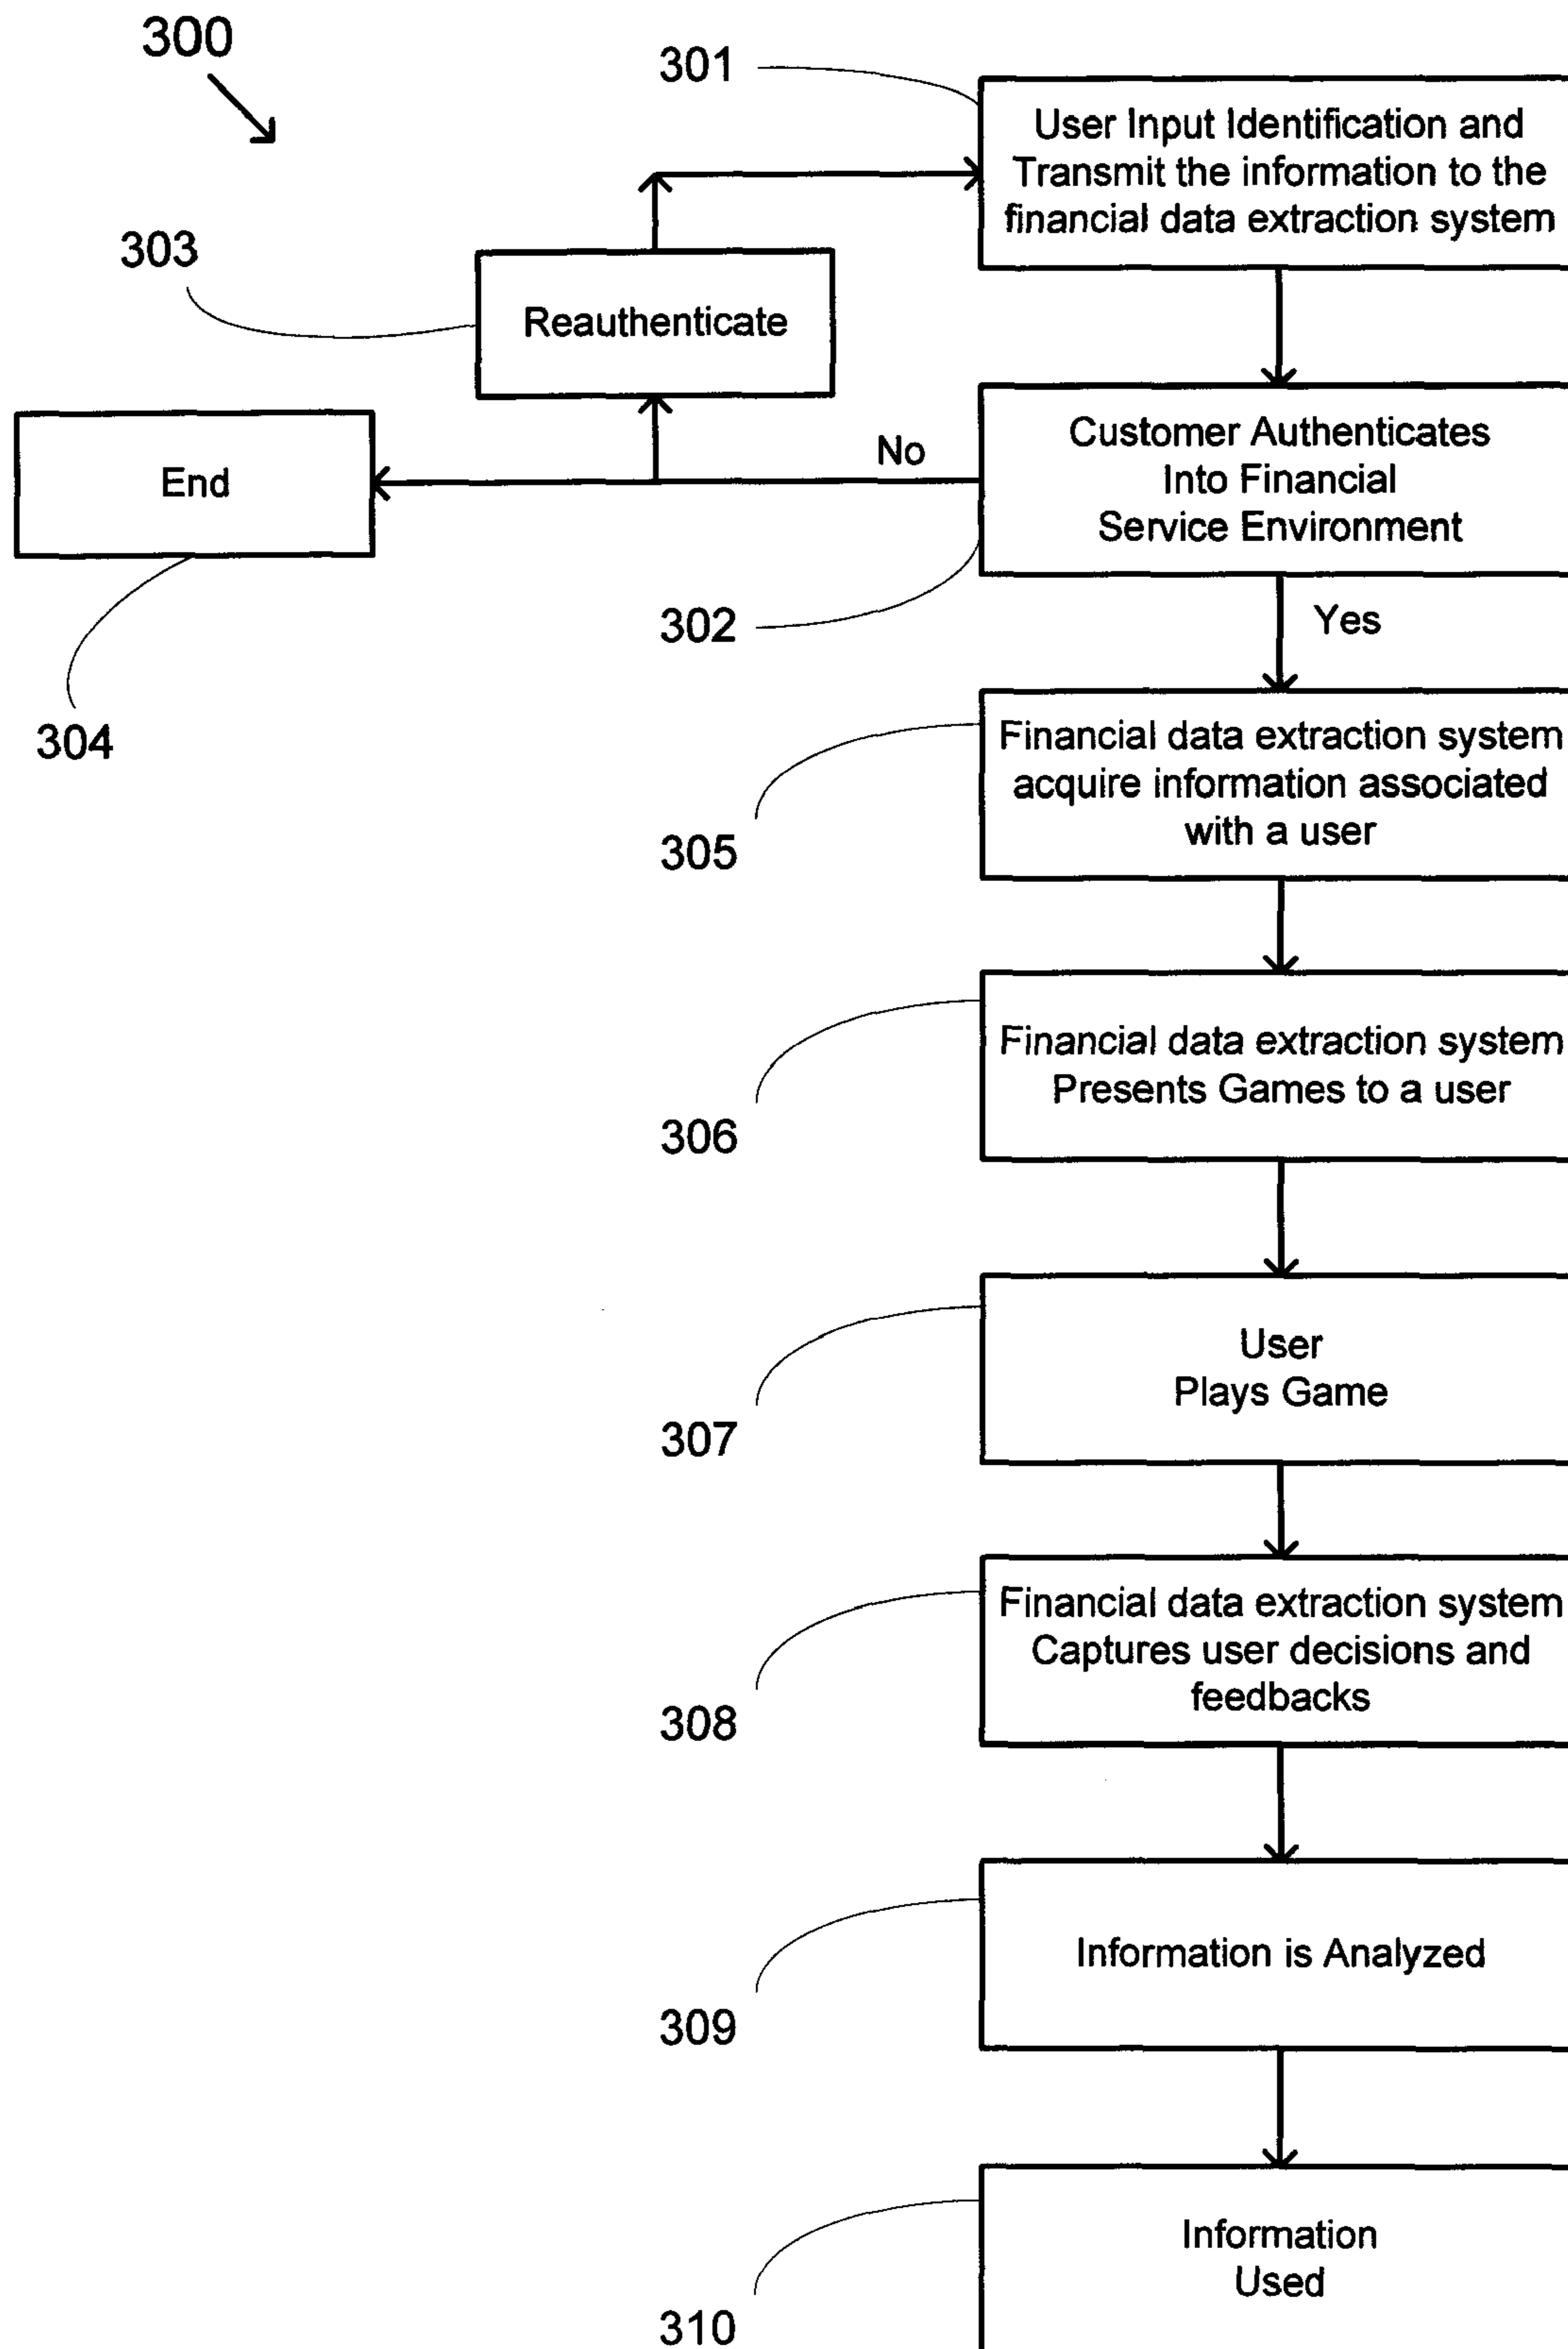 300
301
User Input Identification and
Transmit the information to the
financial data extraction system
303
Reauthenticate
End
No
Customer Authenticates
Into Financial
Service Environment
302
Yes
304
Financial data extraction system
acquire information associated
with a user
305
Financial data extraction system
Presents Games to a user
306
User
Plays Game
307
Financial data extraction system
Captures user decisions and
feedbacks
308
Information is Analyzed
309
Information
Used
310